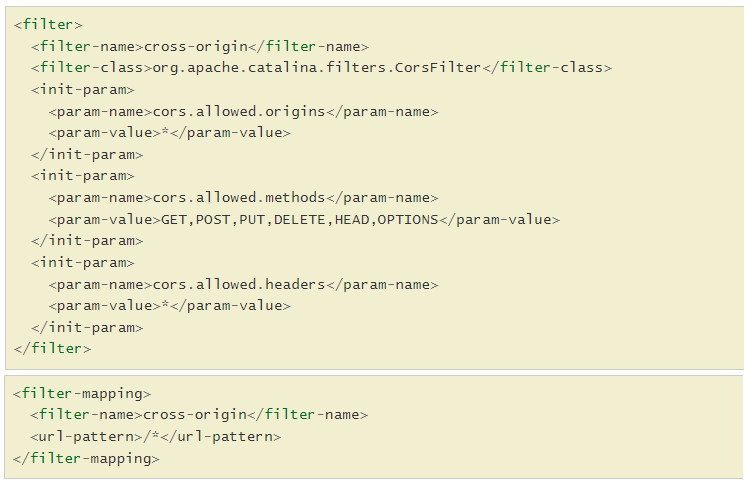 <filter>
<filter-name>cross-origin</filter-name>
<filter-class>org.apache.catalina.filters.CorsFilter</filter-class>
<init-param>
<param-name>cors.allowed.origins</param-name>
<param-value>*</param-value>
</init-param>
<init-param>
<param-name>cors.allowed.methods</param-name>
<param-value>GET,POST,PUT,DELETE,HEAD,OPTIONS</param-value>
</init-param>
<init-param>
<param-name>cors.allowed.headers</param-name>
<param-value>*</param-value>
</init-param>
</filter>
<filter-mapping>
<filter-name>cross-origin</filter-name>
<url-pattern>/*</url-pattern>
</filter-mapping>